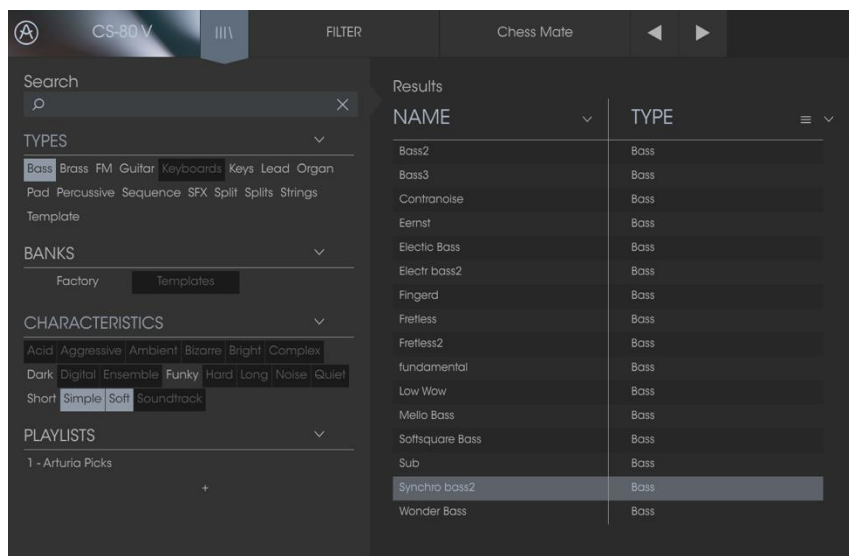 CS-80 V FILTER Chess Mate
Search
TYPES
Bass Brass FM Guitar Keyboards Keys Lead Organ
Pad Percussive Sequence SFX Split Splits Strings
Template
BANKS
Factory Templates
CHARACTERISTICS
Acid Aggressive Ambient Bizarre Bright Complex
Dark Digital Ensemble Funky Hard Long Noise Quiet
Short Simple Soft Soundtrack
PLAYLISTS
1 - Arturia Picks
+
Results
NAME TYPE
Bass2 Bass
Bass3 Bass
Contranoise Bass
Eernst Bass
Electic Bass Bass
Electr bass2 Bass
Fingerd Bass
Fretless Bass
Fretless2 Bass
fundamental Bass
Low Wow Bass
Mello Bass Bass
Softsquare Bass Bass
Sub Bass
Synchro bass2 Bass
Wonder Bass Bass